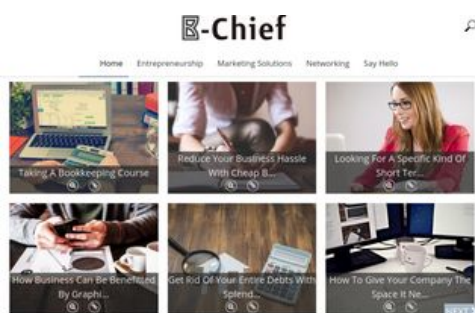 B-Chief
Home Entrepreneurship Marketing Solutions Networking Say Hello
Taking A Bookkeeping Course
Reduce Your Business Hassle
With Cheap B...
Looking For A Specific Kind Of
Short Ter...
How Business Can Be Benefitted
By Graphi...
Get Rid Of Your Entire Debts With
Splend...
How To Give Your Company The
Space It Ne...